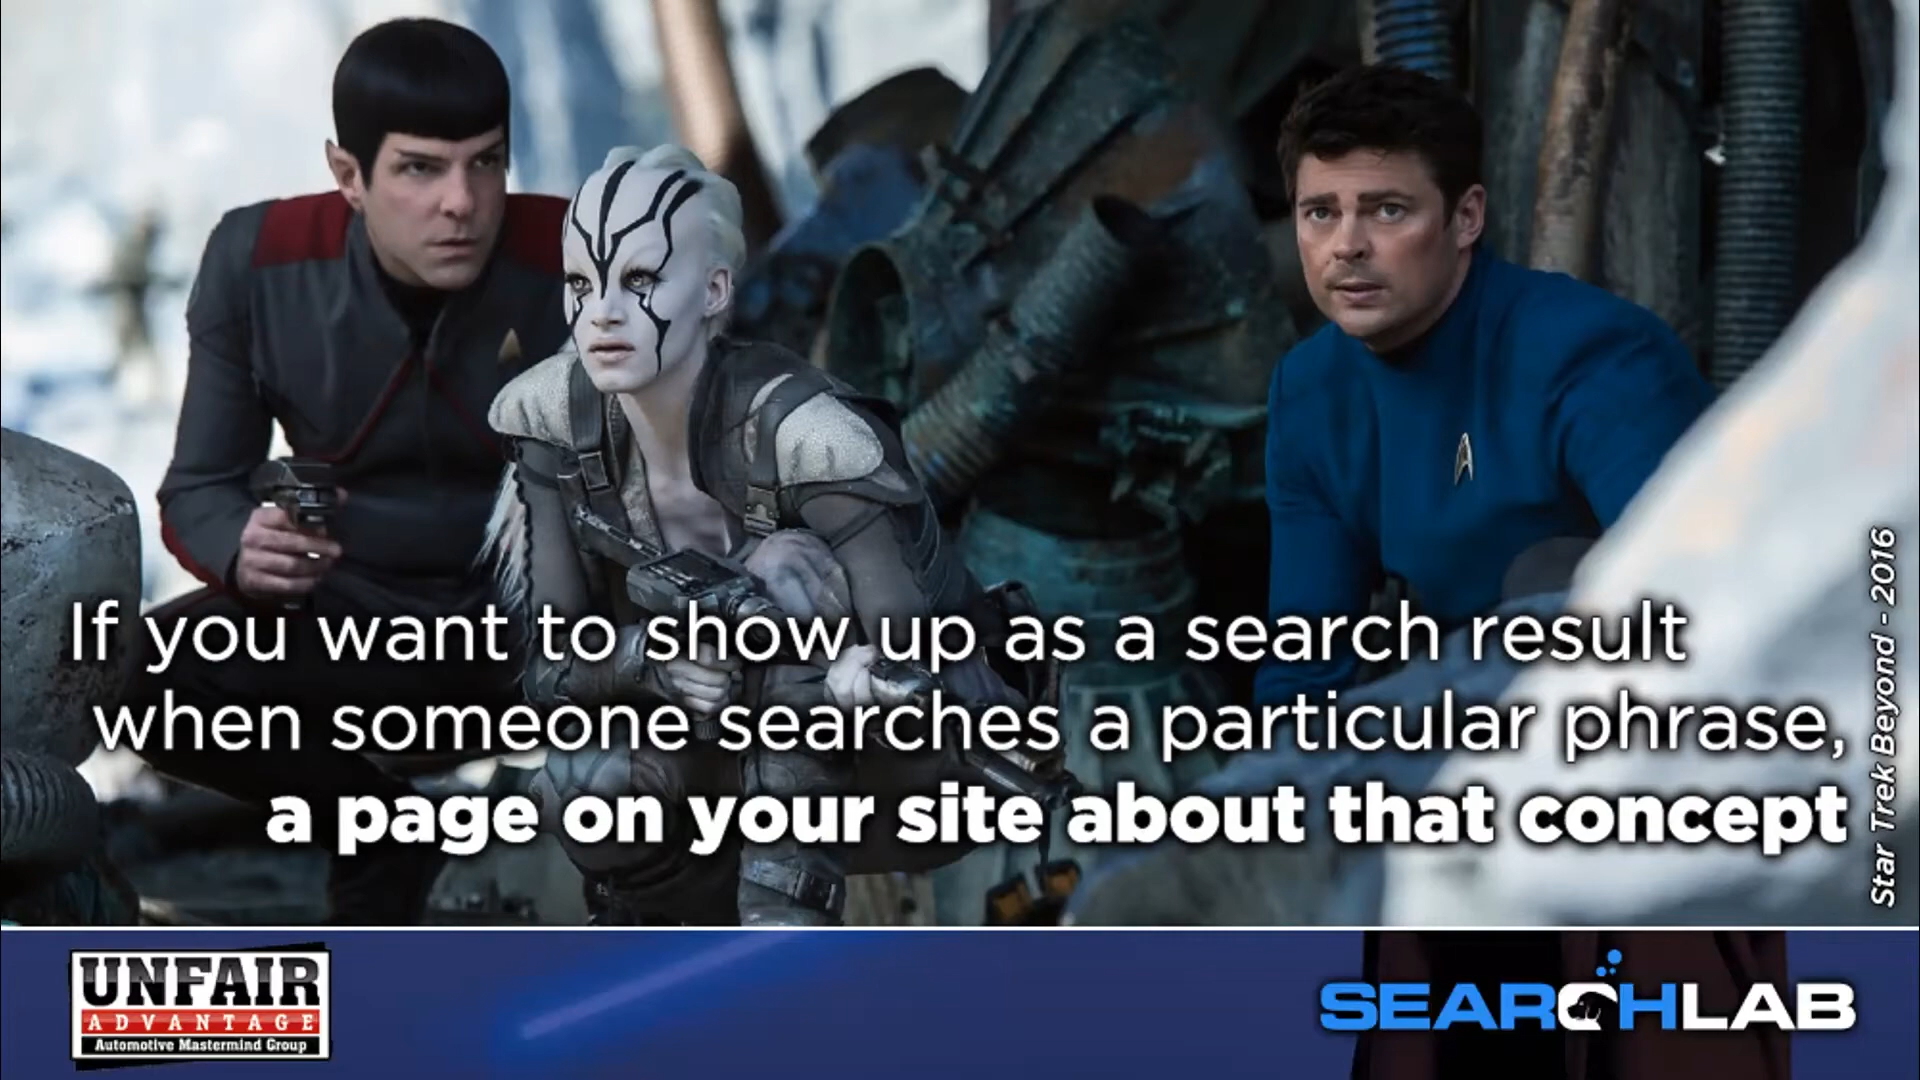 If you want to show up as a search result
when someone searches a particular phrase,
a page on your site about that concept
Star Trek Beyond - 2016
UNFAIR
ADVANTAGE
Automotive Mastermind Group
SEARCHLAB